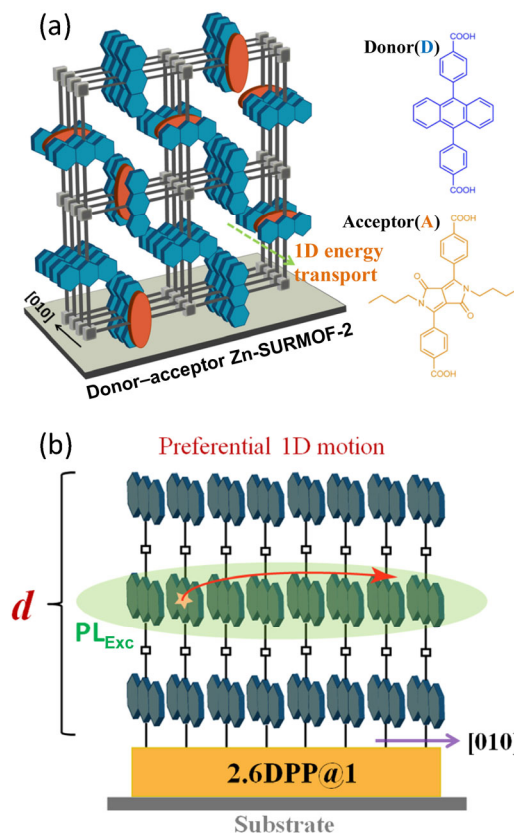 (a)
Donor(D)
COOH
COOH
Acceptor(A)
COOH
O
N
N
O
COOH
1D energy
transport
[010]
Donor–acceptor Zn-SURMOF-2
(b)
Preferential 1D motion
d
PLExc
[010]
2.6DPP@1
Substrate